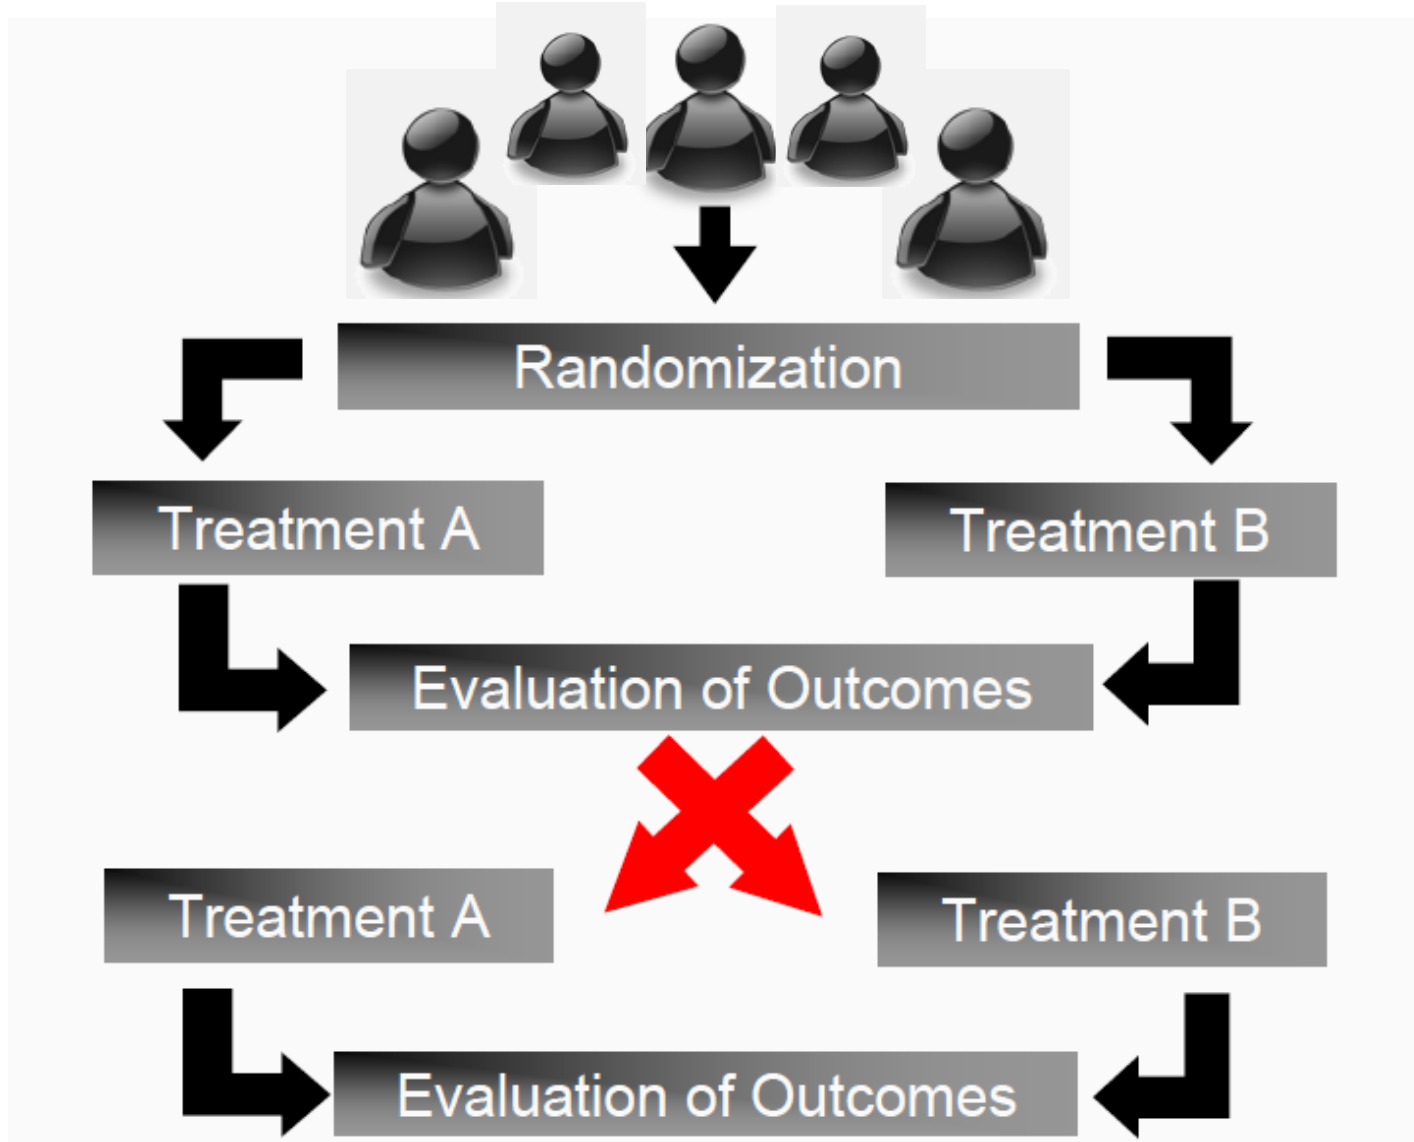 Randomization
Treatment A
Treatment B
Evaluation of Outcomes
Treatment A
Treatment B
Evaluation of Outcomes